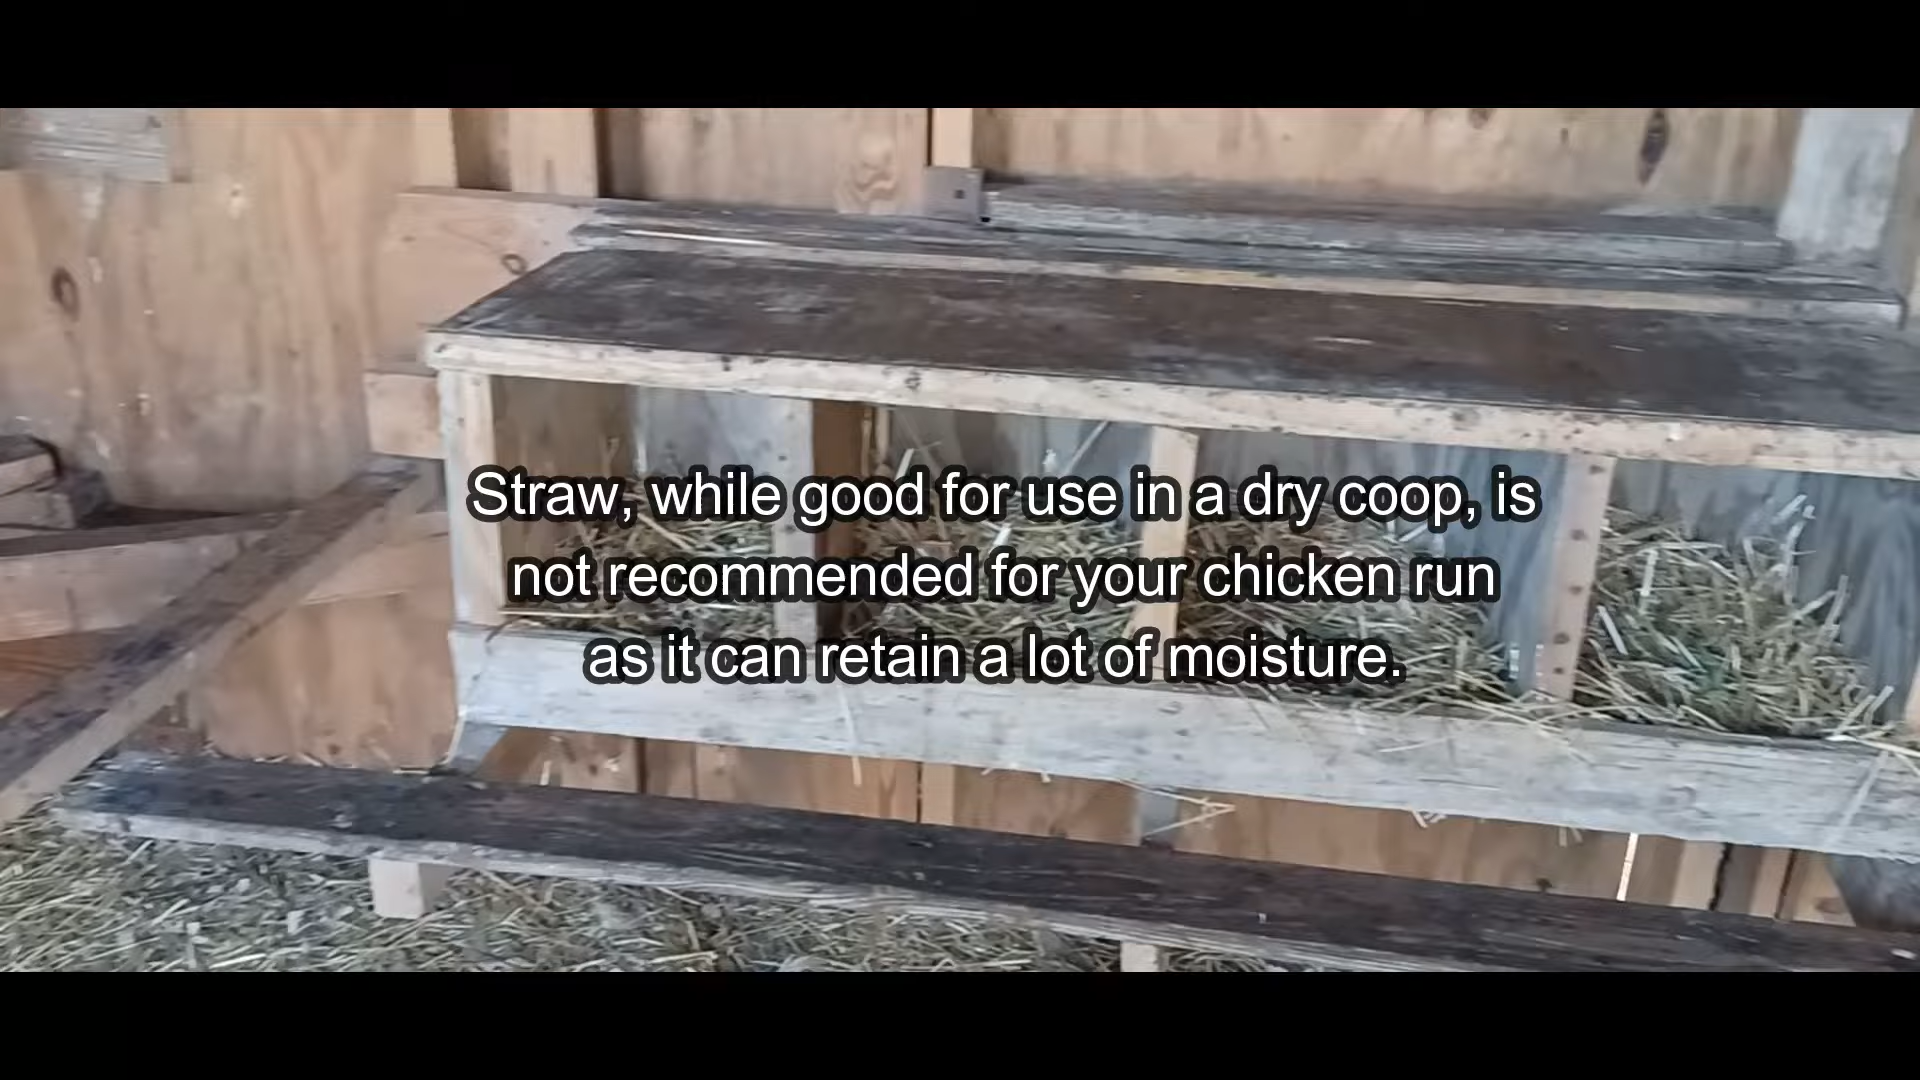 Straw, while good for use in a dry coop, is
not recommended for your chicken run
as it can retain a lot of moisture.